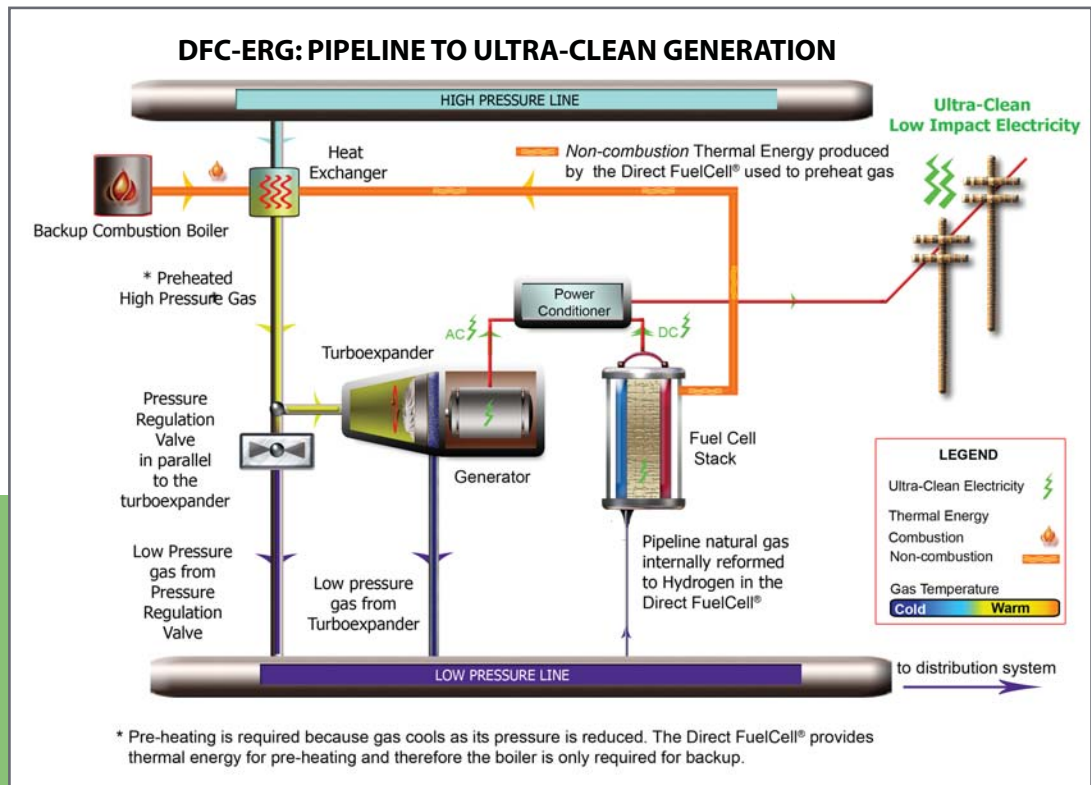 DFC-ERG: PIPELINE TO ULTRA-CLEAN GENERATION
HIGH PRESSURE LINE
Ultra-Clean
Low Impact Electricity
Heat
Exchanger
Non-combustion Thermal Energy produced
by the Direct FuelCell® used to preheat gas
Backup Combustion Boiler
* Preheated
High Pressure Gas
Power
Conditioner
AC
DC
Turboexpander
Pressure
Regulation
Valve
in parallel
to the
turboexpander
Generator
Fuel Cell
Stack
LEGEND
Ultra-Clean Electricity
Thermal Energy
Combustion
Non-combustion
Gas Temperature
Cold Warm
Low Pressure
gas from
Pressure
Regulation
Valve
Low pressure
gas from
Turboexpander
Pipeline natural gas
internally reformed
to Hydrogen in the
Direct FuelCell®
LOW PRESSURE LINE
to distribution system
* Pre-heating is required because gas cools as its pressure is reduced. The Direct FuelCell® provides
thermal energy for pre-heating and therefore the boiler is only required for backup.